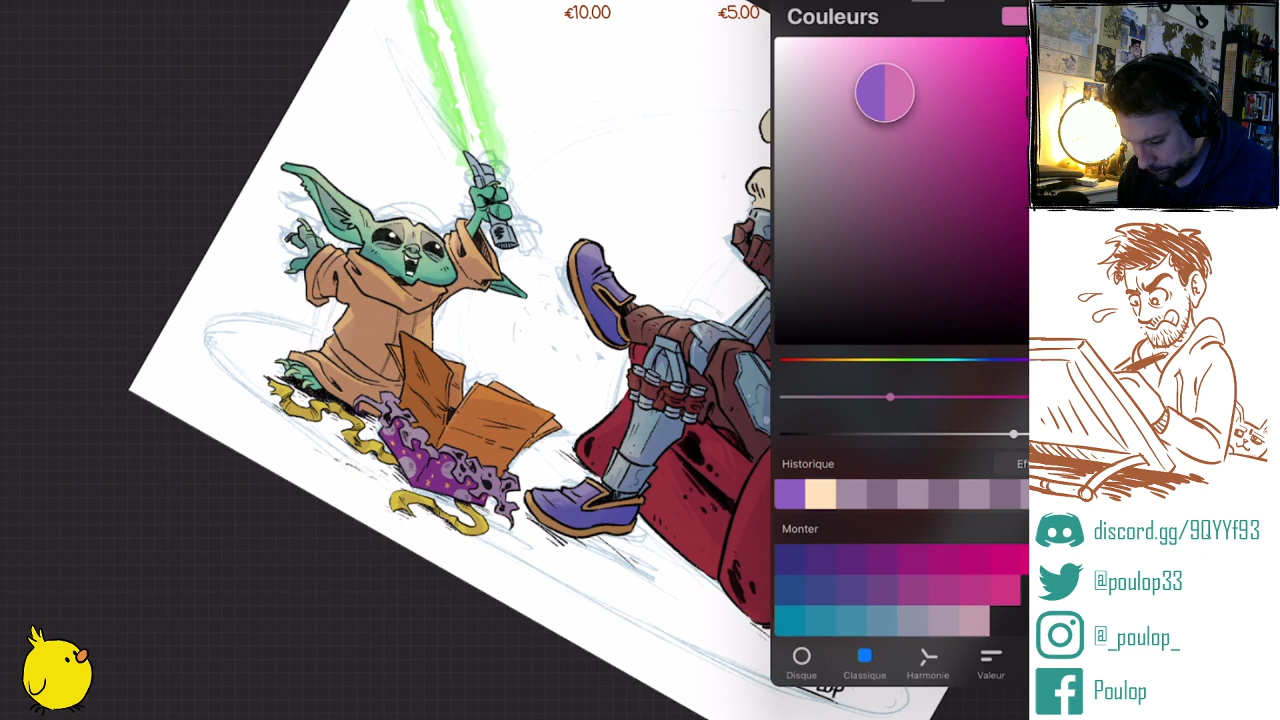 €10.00 €5.00
Couleurs
Historique
Monter
Disque Classique Harmonie Valeur
discord.gg/9QYYf93
@poulop33
@_poulop_
Poulop